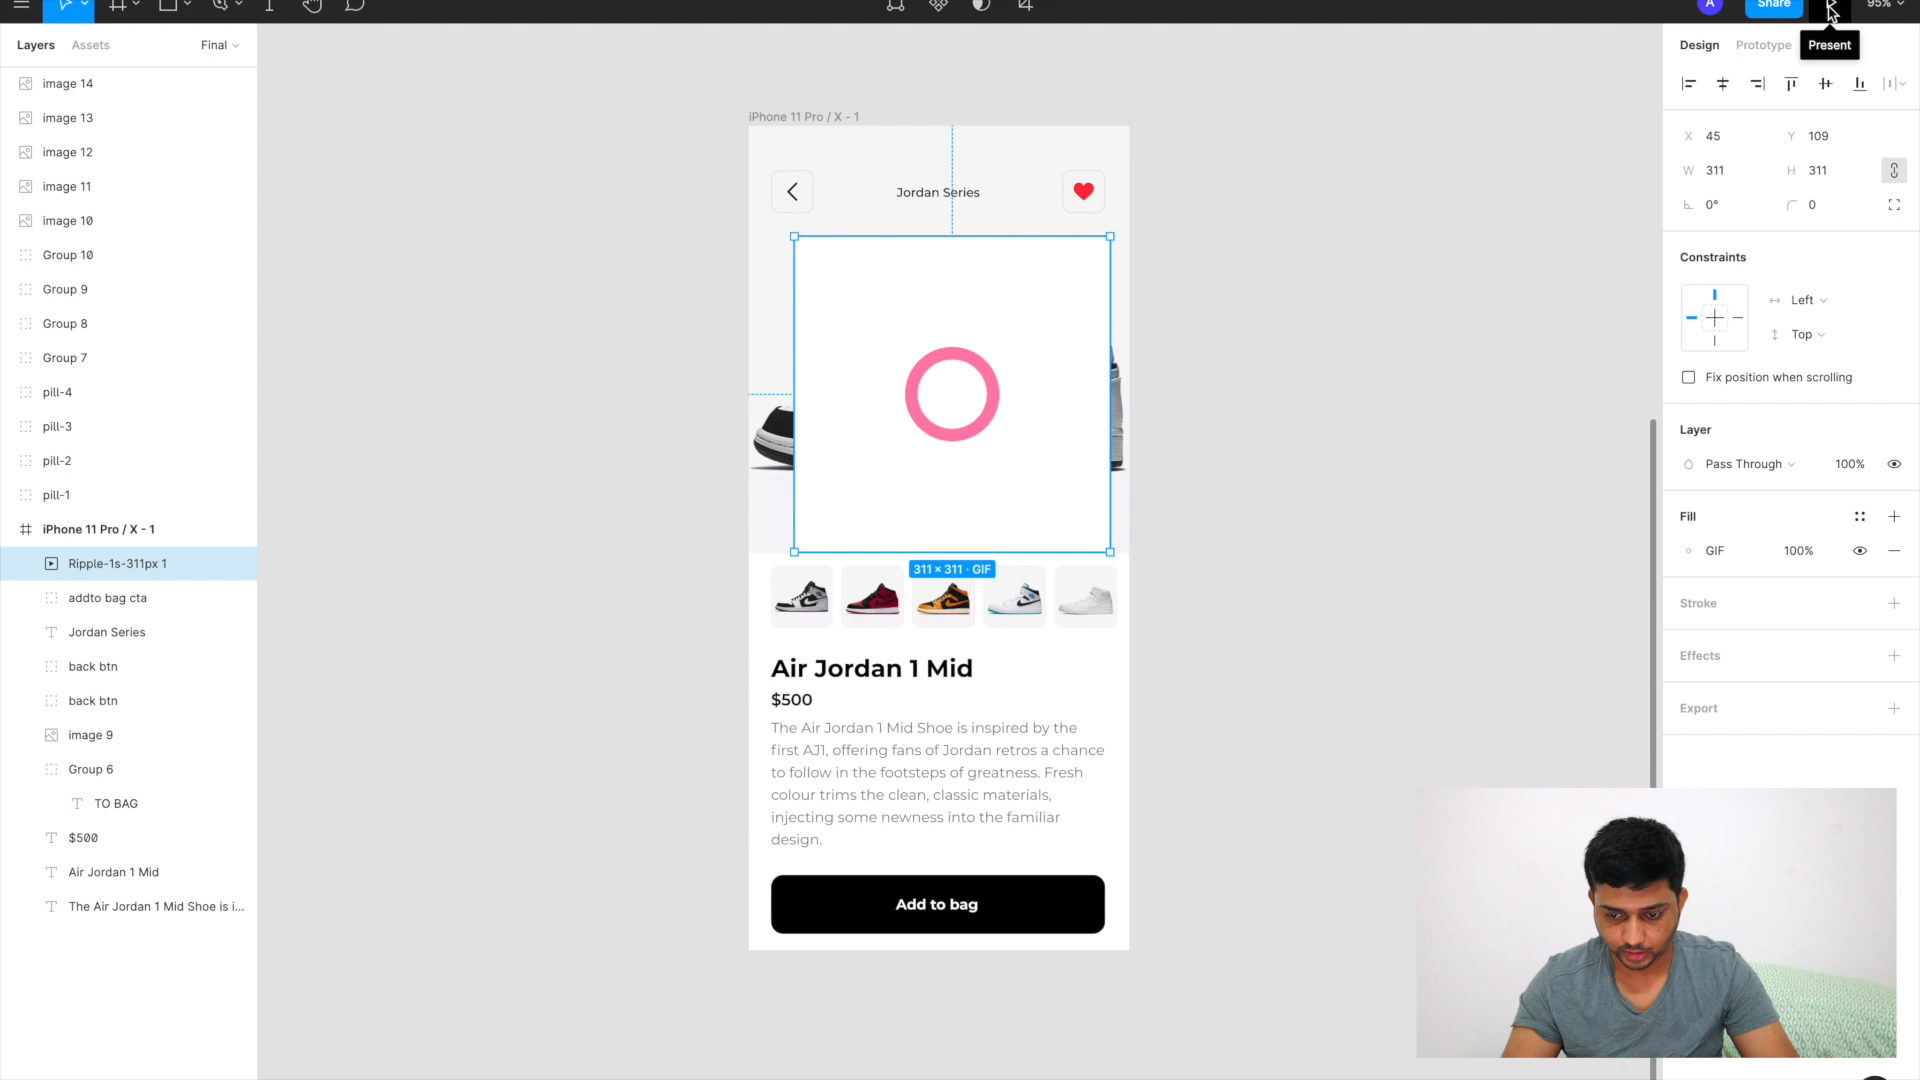 Share
95%
Layers
Assets
Final
Design
Prototype
Present
image 14
image 13
image 12
image 11
image 10
Group 10
Group 9
Group 8
Group 7
pill-4
pill-3
pill-2
pill-1
iPhone 11 Pro / X - 1
Ripple-1s-311px 1
addto bag cta
Jordan Series
back btn
back btn
image 9
Group 6
TO BAG
$500
Air Jordan 1 Mid
The Air Jordan 1 Mid Shoe is i...
iPhone 11 Pro / X - 1
Jordan Series
311 × 311 · GIF
Air Jordan 1 Mid
$500
The Air Jordan 1 Mid Shoe is inspired by the
first AJ1, offering fans of Jordan retros a chance
to follow in the footsteps of greatness. Fresh
colour trims the clean, classic materials,
injecting some newness into the familiar
design.
Add to bag
A
X 45
Y 109
W 311
H 311
0°
0
Constraints
Left
Top
Fix position when scrolling
Layer
Pass Through
100%
Fill
GIF
100%
Stroke
Effects
Export